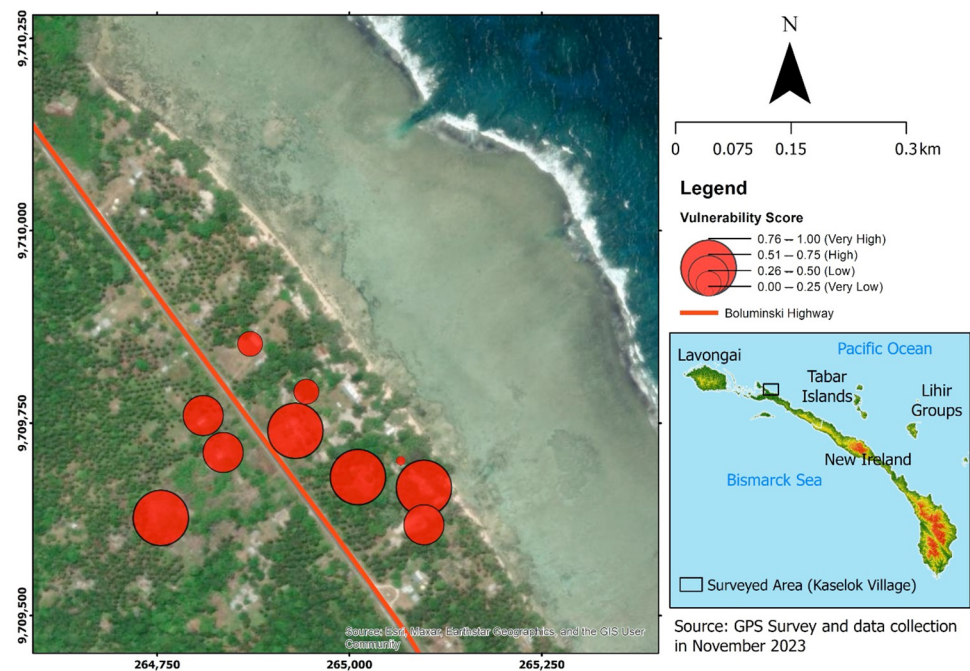 9,710,250
9,710,000
9,709,750
9,709,500
264,750
265,000
265,250
Source: Esri, Maxar, Earthstar Geographics, and the GIS User
Community
N
0 0.075 0.15 0.3 km
Legend
Vulnerability Score
0.76 – 1.00 (Very High)
0.51 – 0.75 (High)
0.26 – 0.50 (Low)
0.00 – 0.25 (Very Low)
Boluminski Highway
Lavongai
Pacific Ocean
Tabar
Islands
Lihir
Groups
New Ireland
Bismarck Sea
Surveyed Area (Kaselok Village)
Source: GPS Survey and data collection
in November 2023